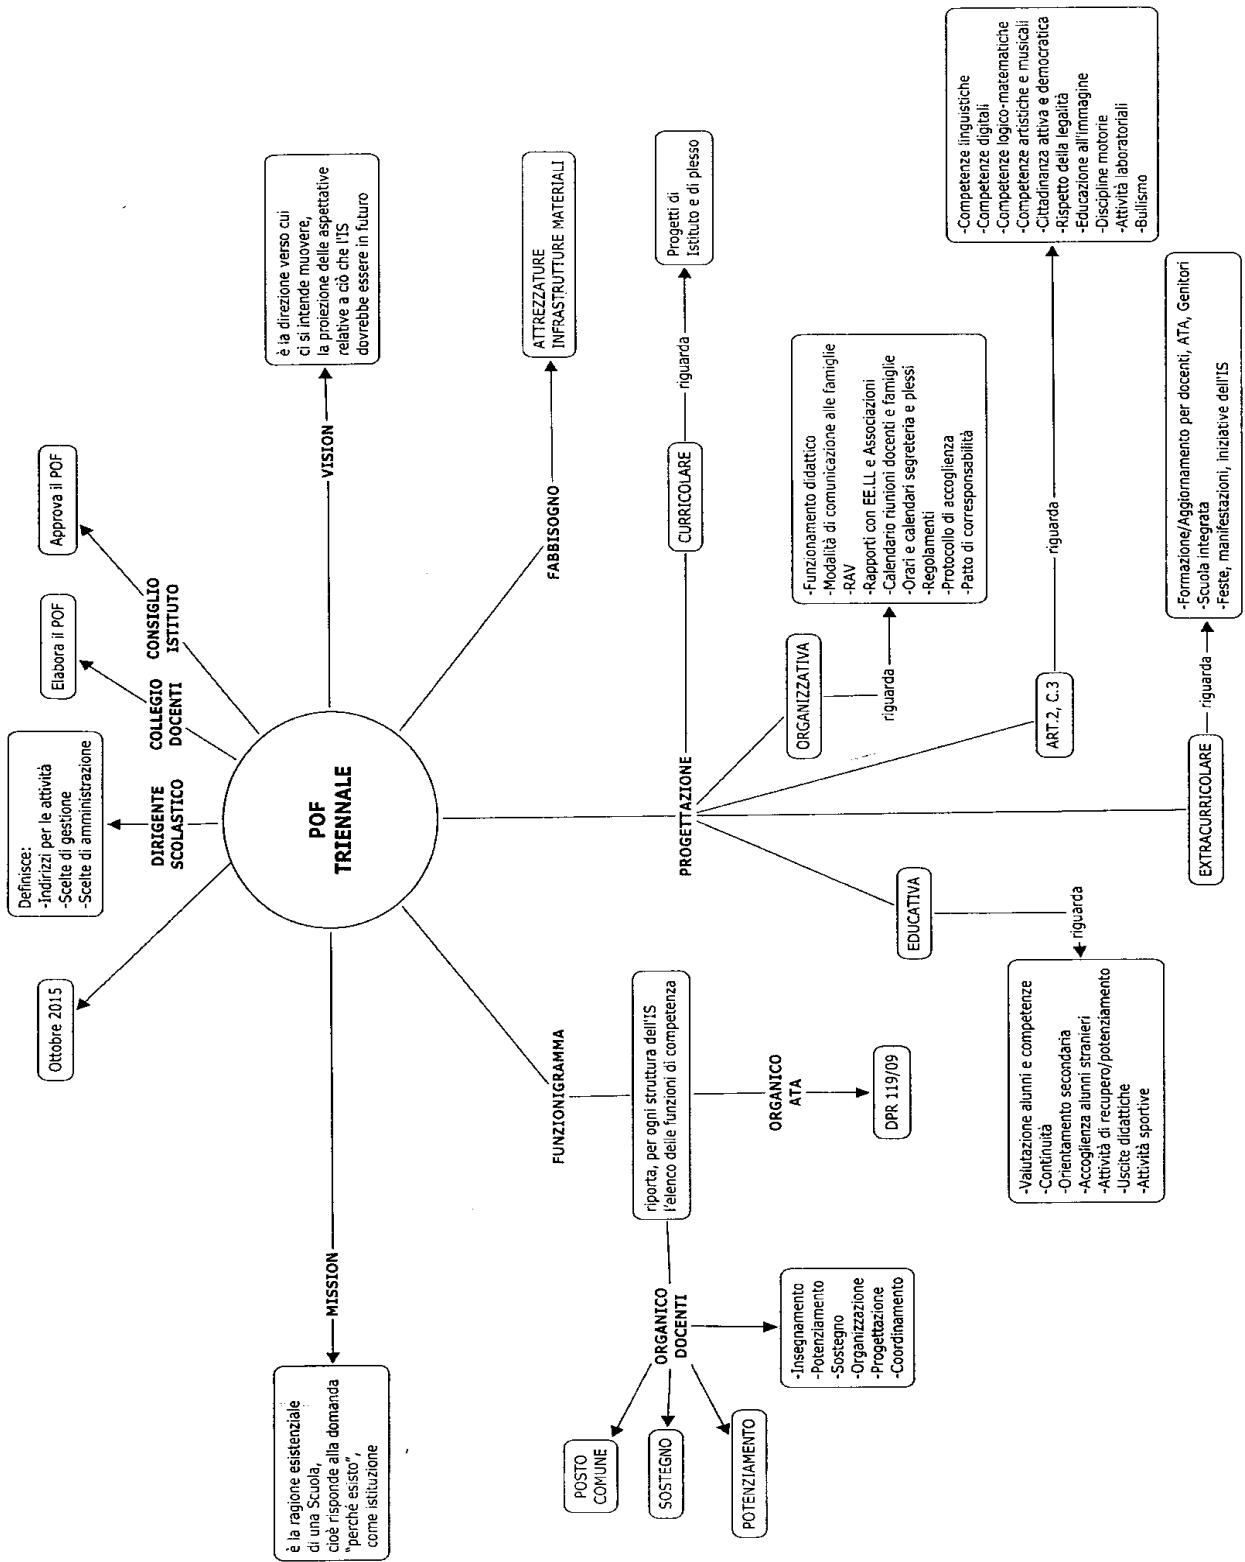 Ottobre 2015
Definisce:
-Indirizzi per le attività
-Scelte di gestione
-Scelte di amministrazione
DIRIGENTE
SCOLASTICO
Elabora il POF
COLLEGIO
DOCENTI
Approva il POF
CONSIGLIO
ISTITUTO
POF
TRIENNALE
MISSION
è la ragione esistenziale
di una Scuola,
cioè risponde alla domanda
"perché esisto",
come istituzione
VISION
è la direzione verso cui
ci si intende muovere,
la proiezione delle aspettative
relative a ciò che l'IS
dovrebbe essere in futuro
FABBISOGNO
ATTREZZATURE
INFRASTRUTTURE MATERIALI
FUNZIONIGRAMMA
riporta, per ogni struttura dell'IS
l'elenco delle funzioni di competenza
ORGANICO
DOCENTI
POSTO
COMUNE
SOSTEGNO
POTENZIAMENTO
-Insegnamento
-Potenziamento
-Sostegno
-Organizzazione
-Progettazione
-Coordinamento
ORGANICO
ATA
DPR 119/09
PROGETTAZIONE
CURRICOLARE
riguarda
Progetti di
Istituto e di plesso
ORGANIZZATIVA
riguarda
-Funzionamento didattico
-Modalità di comunicazione alle famiglie
-RAV
-Rapporti con EE.LL e Associazioni
-Calendario riunioni docenti e famiglie
-Orari e calendari segreteria e plessi
-Regolamenti
-Protocollo di accoglienza
-Patto di corresponsabilità
EDUCATIVA
riguarda
-Valutazione alunni e competenze
-Continuità
-Orientamento secondaria
-Accoglienza alunni stranieri
-Attività di recupero/potenziamento
-Uscite didattiche
-Attività sportive
ART.2, C.3
riguarda
-Competenze linguistiche
-Competenze digitali
-Competenze logico-matematiche
-Competenze artistiche e musicali
-Cittadinanza attiva e democratica
-Rispetto della legalità
-Educazione all'immagine
-Discipline motorie
-Attività laboratoriali
-Bullismo
EXTRACURRICOLARE
riguarda
-Formazione/Aggiornamento per docenti, ATA, Genitori
-Scuola integrata
-Feste, manifestazioni, iniziative dell'IS